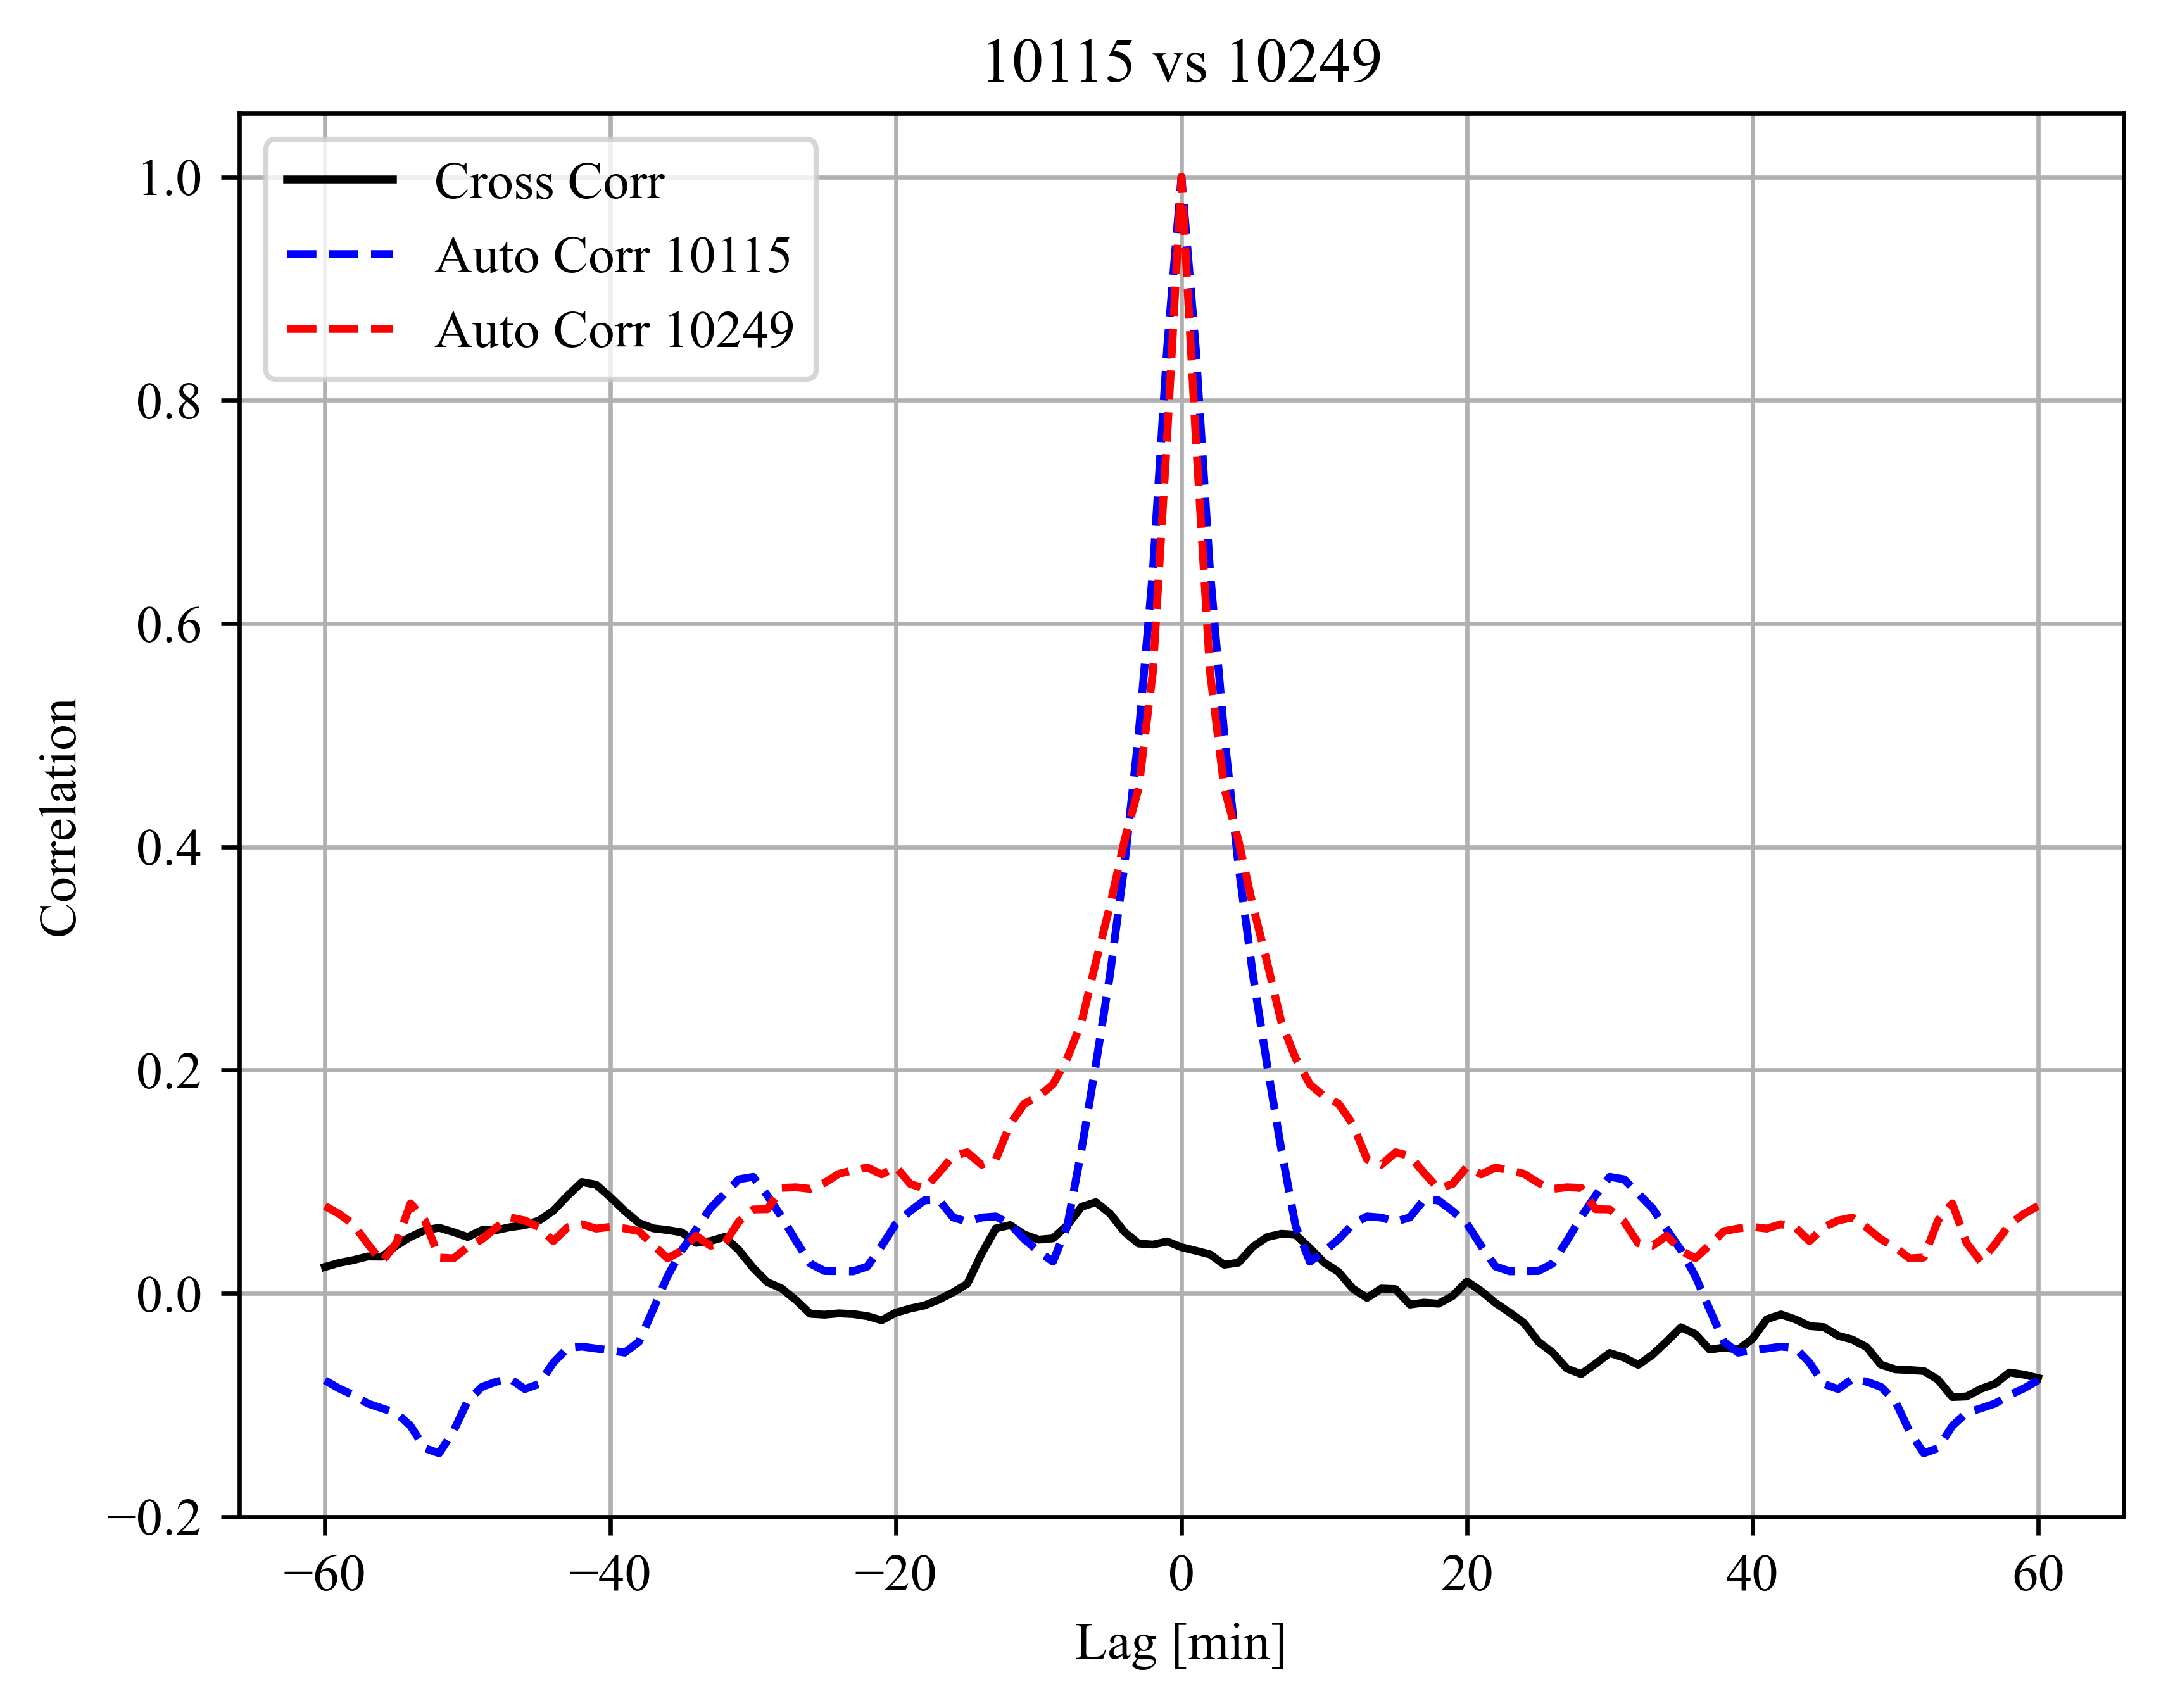 10115 vs 10249
Cross Corr
Auto Corr 10115
Auto Corr 10249
1.0
0.8
0.6
0.4
0.2
0.0
−0.2
Correlation
−60 −40 −20 0 20 40 60
Lag [min]